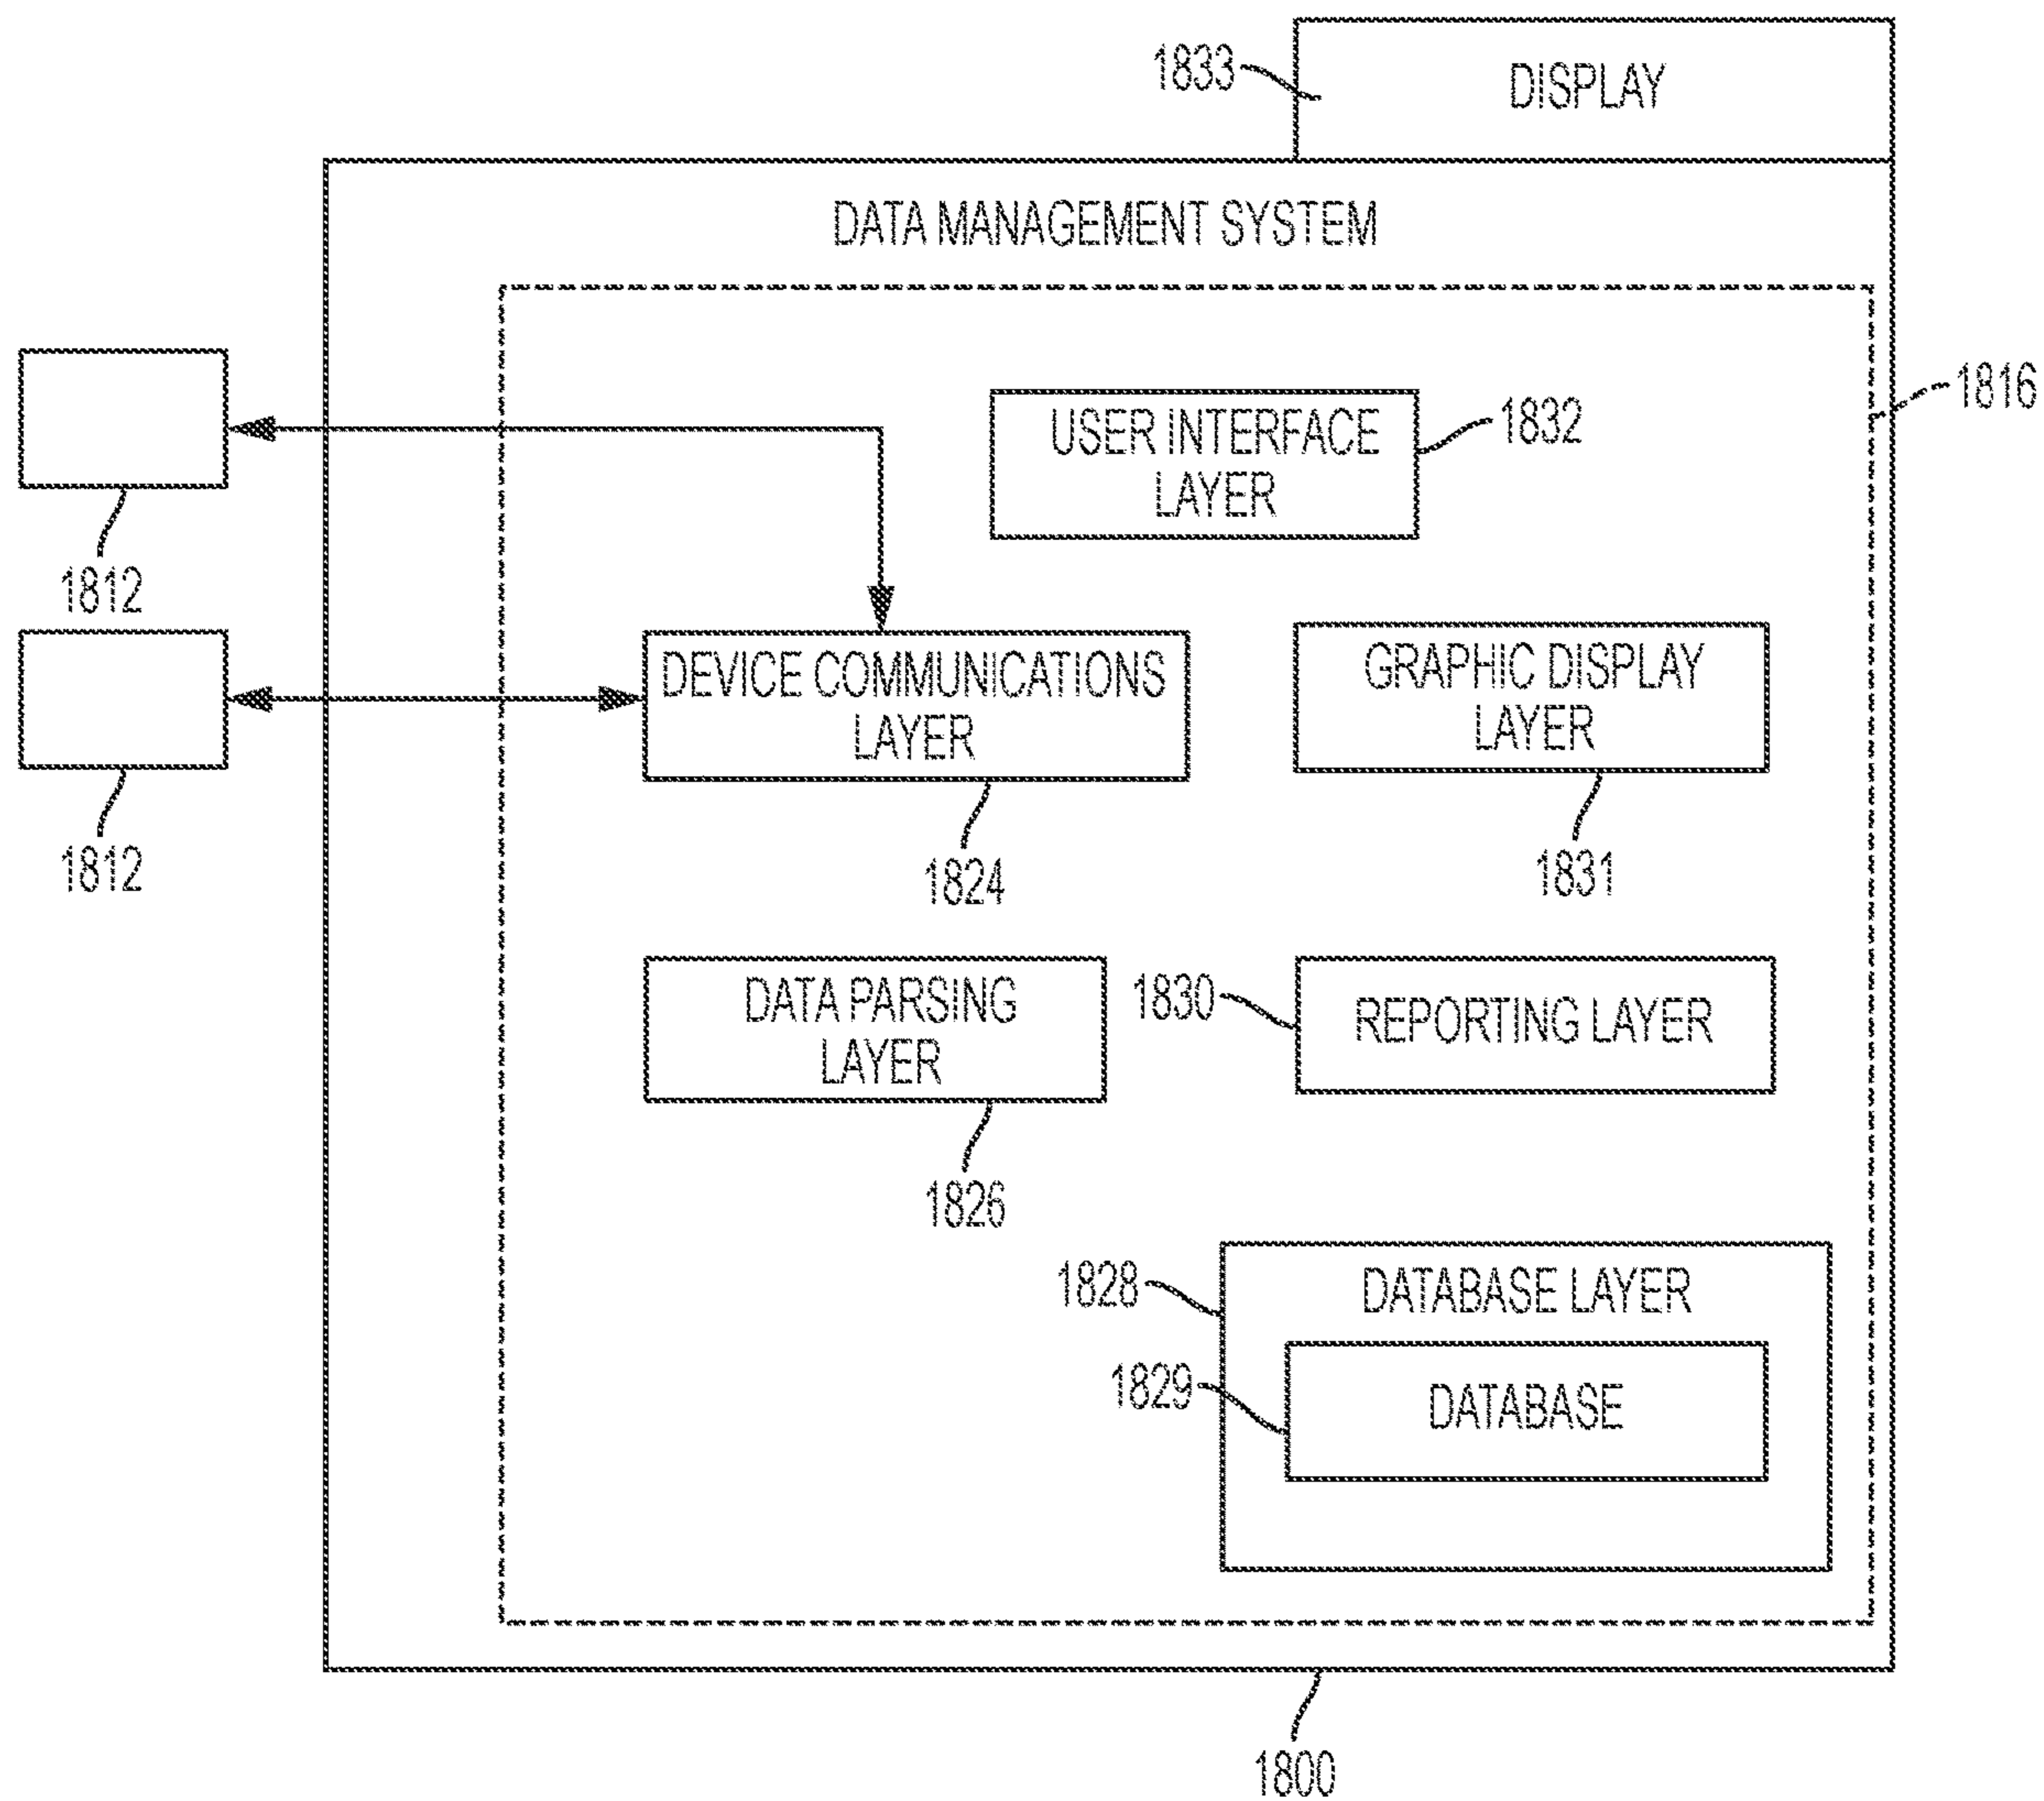 1833
DISPLAY
DATA MANAGEMENT SYSTEM
1816
USER INTERFACE
LAYER
1832
1812
DEVICE COMMUNICATIONS
LAYER
GRAPHIC DISPLAY
LAYER
1812
1824
1831
DATA PARSING
LAYER
1830
REPORTING LAYER
1826
1828
DATABASE LAYER
1829
DATABASE
1800